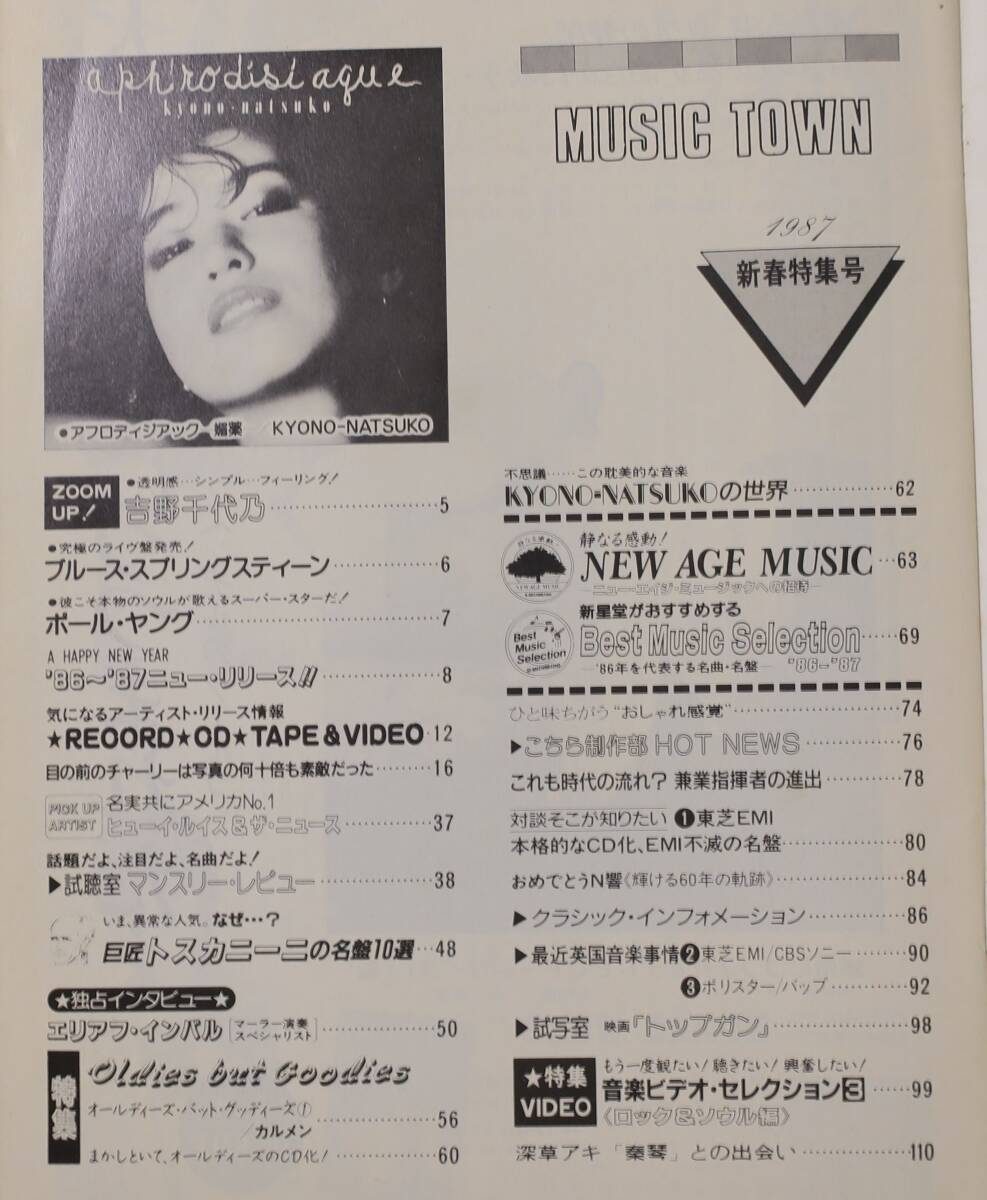 aphrodisiaque
kyono-natsuko
●アフロディジアック 媚薬 / KYONO-NATSUKO
MUSIC TOWN
1987
新春特集号
ZOOM UP!
●透明感…シンプル…フィーリング!
吉野千代乃……5
●究極のライヴ盤発売!
ブルース・スプリングスティーン……6
●彼こそ本物のソウルが歌えるスーパー・スターだ!
ポール・ヤング……7
A HAPPY NEW YEAR
'86〜'87ニュー・リリース!!……8
気になるアーティスト・リリース情報
★RECORD★CD★TAPE&VIDEO・12
目の前のチャーリーは写真の何十倍も素敵だった……16
PICK UP ARTIST
名実共にアメリカNo.1
ヒューイ・ルイス&ザ・ニュース……37
話題だよ、注目だよ、名曲だよ!
▶試聴室 マンスリー・レビュー……38
いま、異常な人気。なぜ…?
巨匠トスカニーニの名盤10選…48
★独占インタビュー★
エリアフ・インバル[マーラー演奏スペシャリスト]……50
特集
Oldies but Goodies
オールディーズ・バット・グッディーズ①
/カルメン……56
まかしといて、オールディーズのCD化!……60
不思議……この耽美的な音楽
KYONO=NATSUKOの世界……62
静なる感動!
NEW AGE MUSIC…63
ニュー・エイジ・ミュージックへの招待
新星堂がおすすめする
Best Music Selection
Best Music Selection……69
'86年を代表する名曲・名盤 '86-'87
ひと味ちがう“おしゃれ感覚”……74
▶こちら制作部 HOT NEWS……76
これも時代の流れ? 兼業指揮者の進出……78
対談そこが知りたい ❶東芝EMI
本格的なCD化、EMI不滅の名盤……80
おめでとうN響《輝ける60年の軌跡》……84
▶クラシック・インフォメーション……86
▶最近英国音楽事情❷東芝EMI/CBSソニー……90
❸ポリスター/バップ……92
▶試写室 映画「トップガン」……98
★特集 VIDEO
もう一度観たい! 聴きたい! 興奮したい!
音楽ビデオ・セレクション3……99
《ロック&ソウル編》
深草アキ「秦琴」との出会い……110